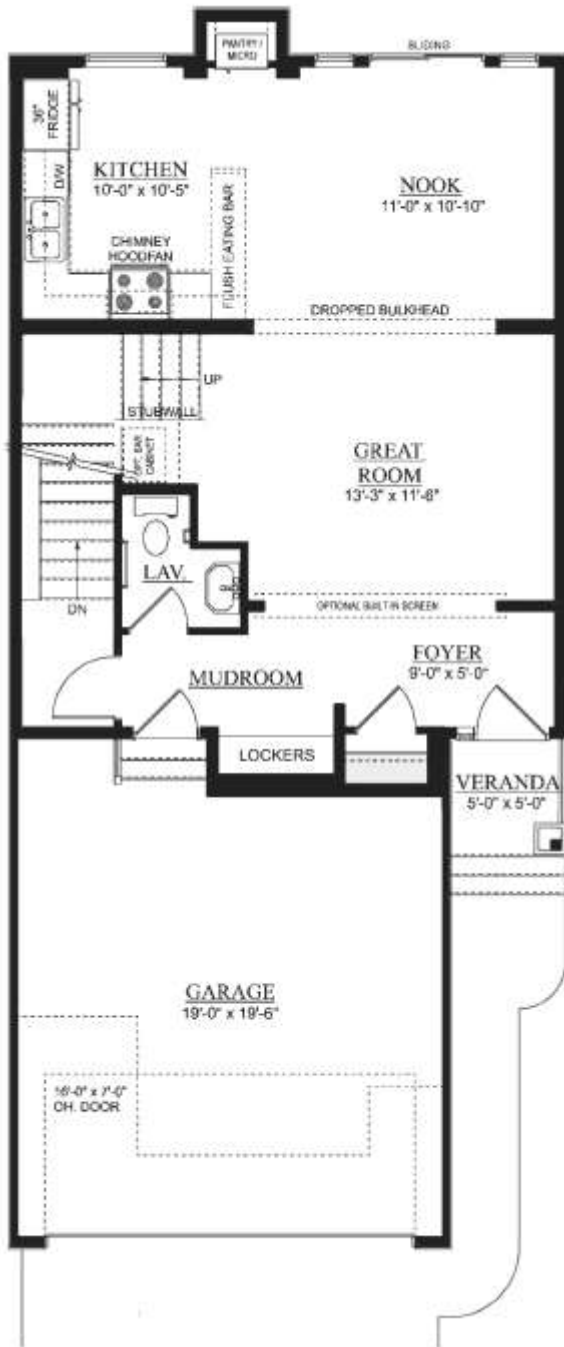 PANTRY /
MICRO
SLIDING
36"
FRIDGE
D/W
KITCHEN
10'-0" x 10'-5"
NOOK
11'-0" x 10'-10"
CHIMNEY
HOODFAN
FLUSH EATING BAR
DROPPED BULKHEAD
UP
STUBWALL
OPT. BAR
CABINET
GREAT
ROOM
13'-3" x 11'-6"
LAV.
DN
OPTIONAL BUILT-IN SCREEN
FOYER
9'-0" x 5'-0"
MUDROOM
LOCKERS
VERANDA
5'-0" x 5'-0"
GARAGE
19'-0" x 19'-6"
16'-0" x 7'-0"
OH. DOOR